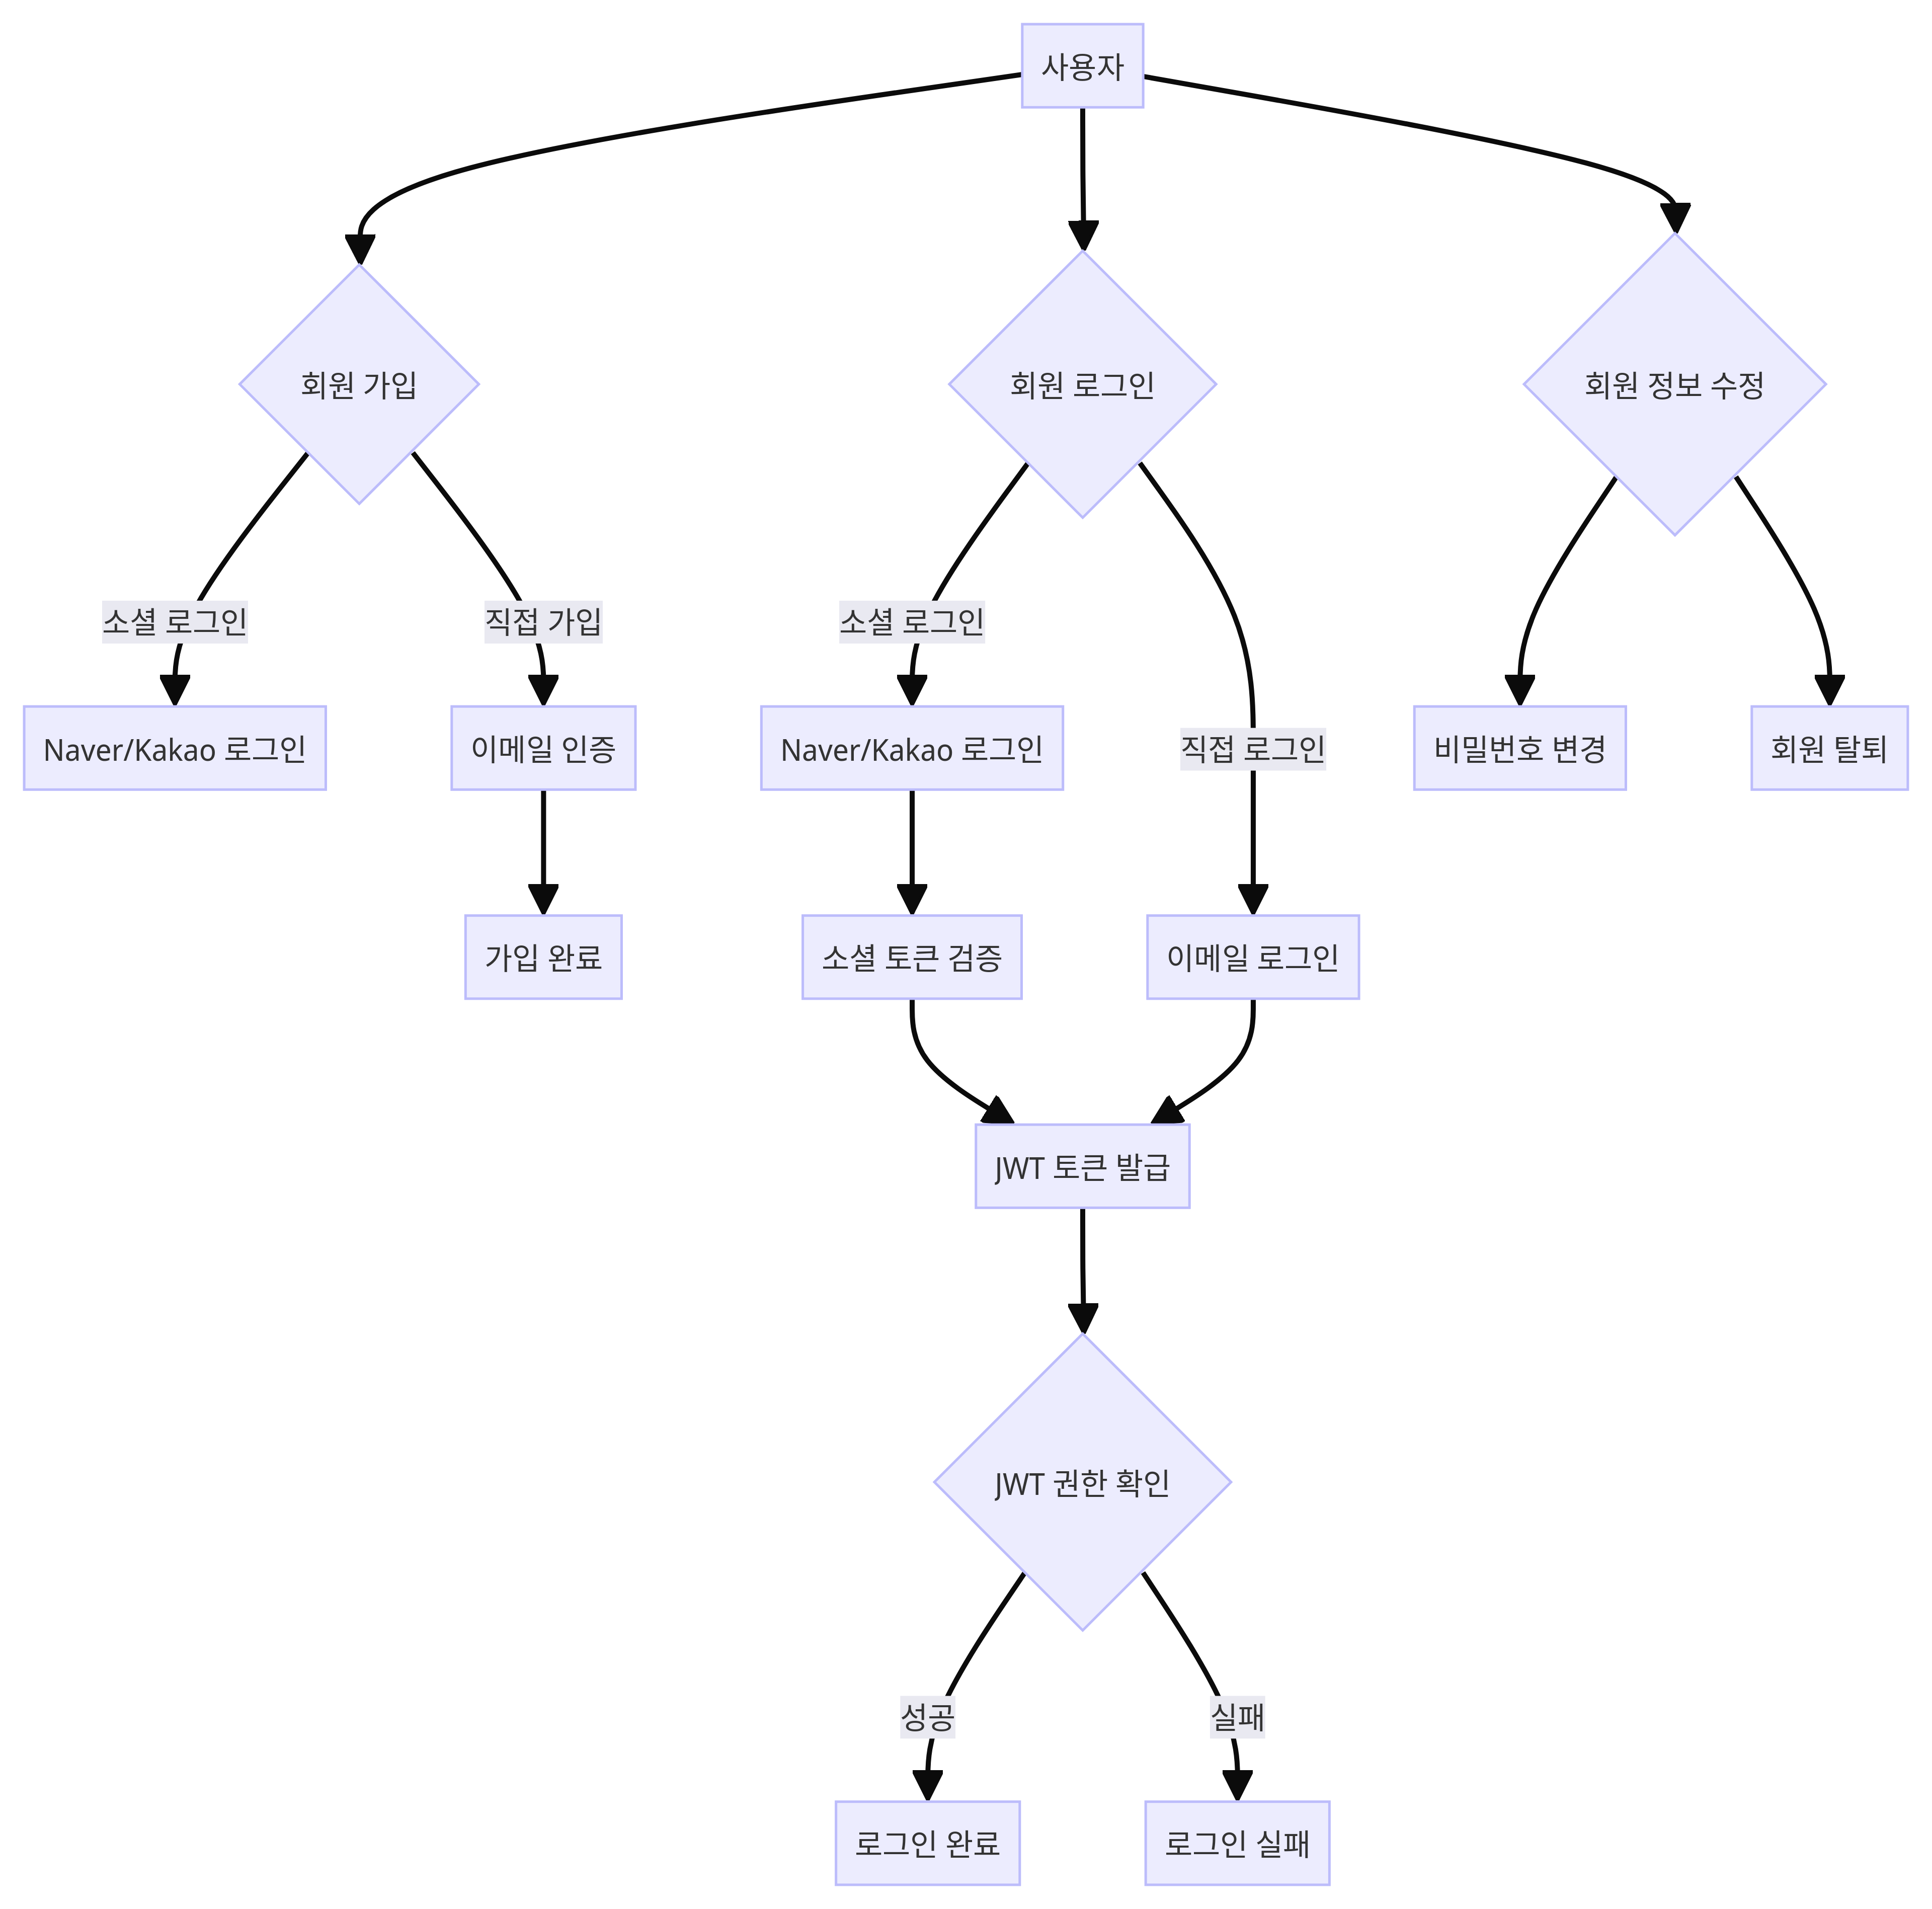 사용자
회원 가입
회원 로그인
회원 정보 수정
소셜 로그인
직접 가입
소셜 로그인
Naver/Kakao 로그인
이메일 인증
Naver/Kakao 로그인
직접 로그인
비밀번호 변경
회원 탈퇴
가입 완료
소셜 토큰 검증
이메일 로그인
JWT 토큰 발급
JWT 권한 확인
성공
실패
로그인 완료
로그인 실패